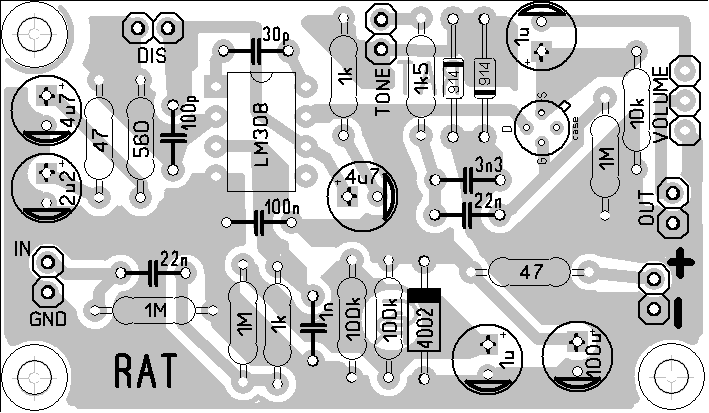 30p
DIS
1k
TONE
1k5
914
914
1u
S
D
G
case
10k
VOLUME
4u7
47
560
100p
LM308
1M
2u2
4u7
3n3
22n
OUT
100n
IN
22n
47
+
GND
1M
1M
1k
1n
100k
100k
4002
1u
100u
-
RAT